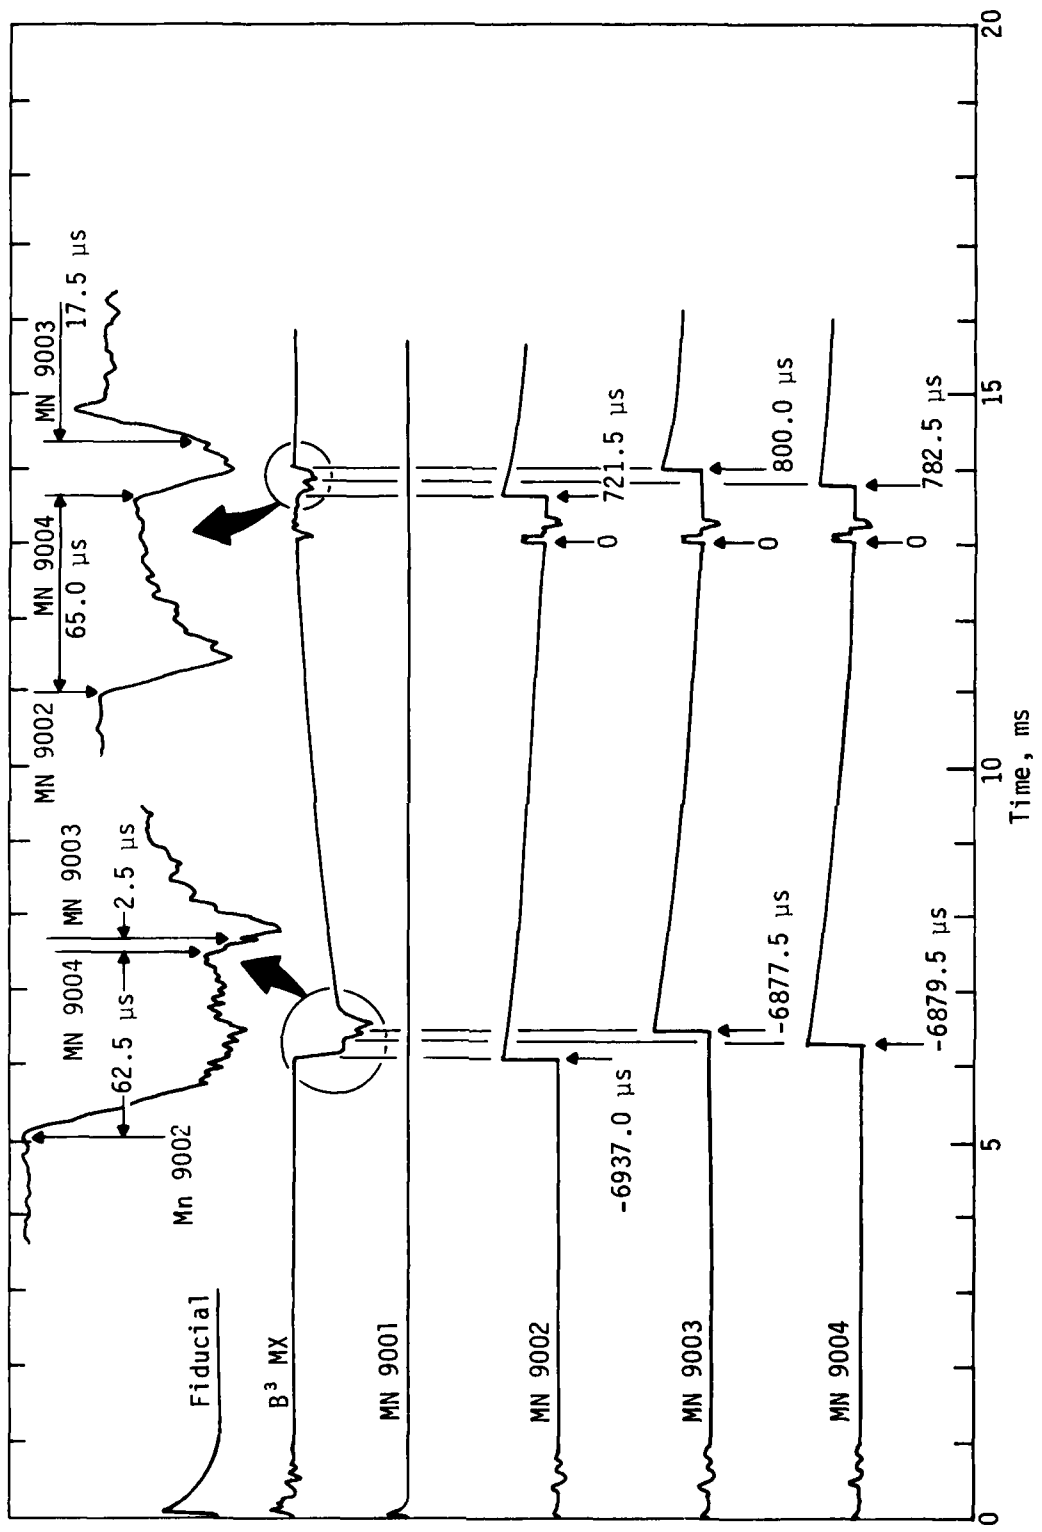 MN 9002
MN 9004
65.0 µs
MN 9003
17.5 µs
Mn 9002
62.5 µs
MN 9004
MN 9003
2.5 µs
Fiducial
B³ MX
MN 9001
MN 9002
-6937.0 µs
0
721.5 µs
MN 9003
-6877.5 µs
0
800.0 µs
MN 9004
-6879.5 µs
0
782.5 µs
0 5 10 15 20
Time, ms